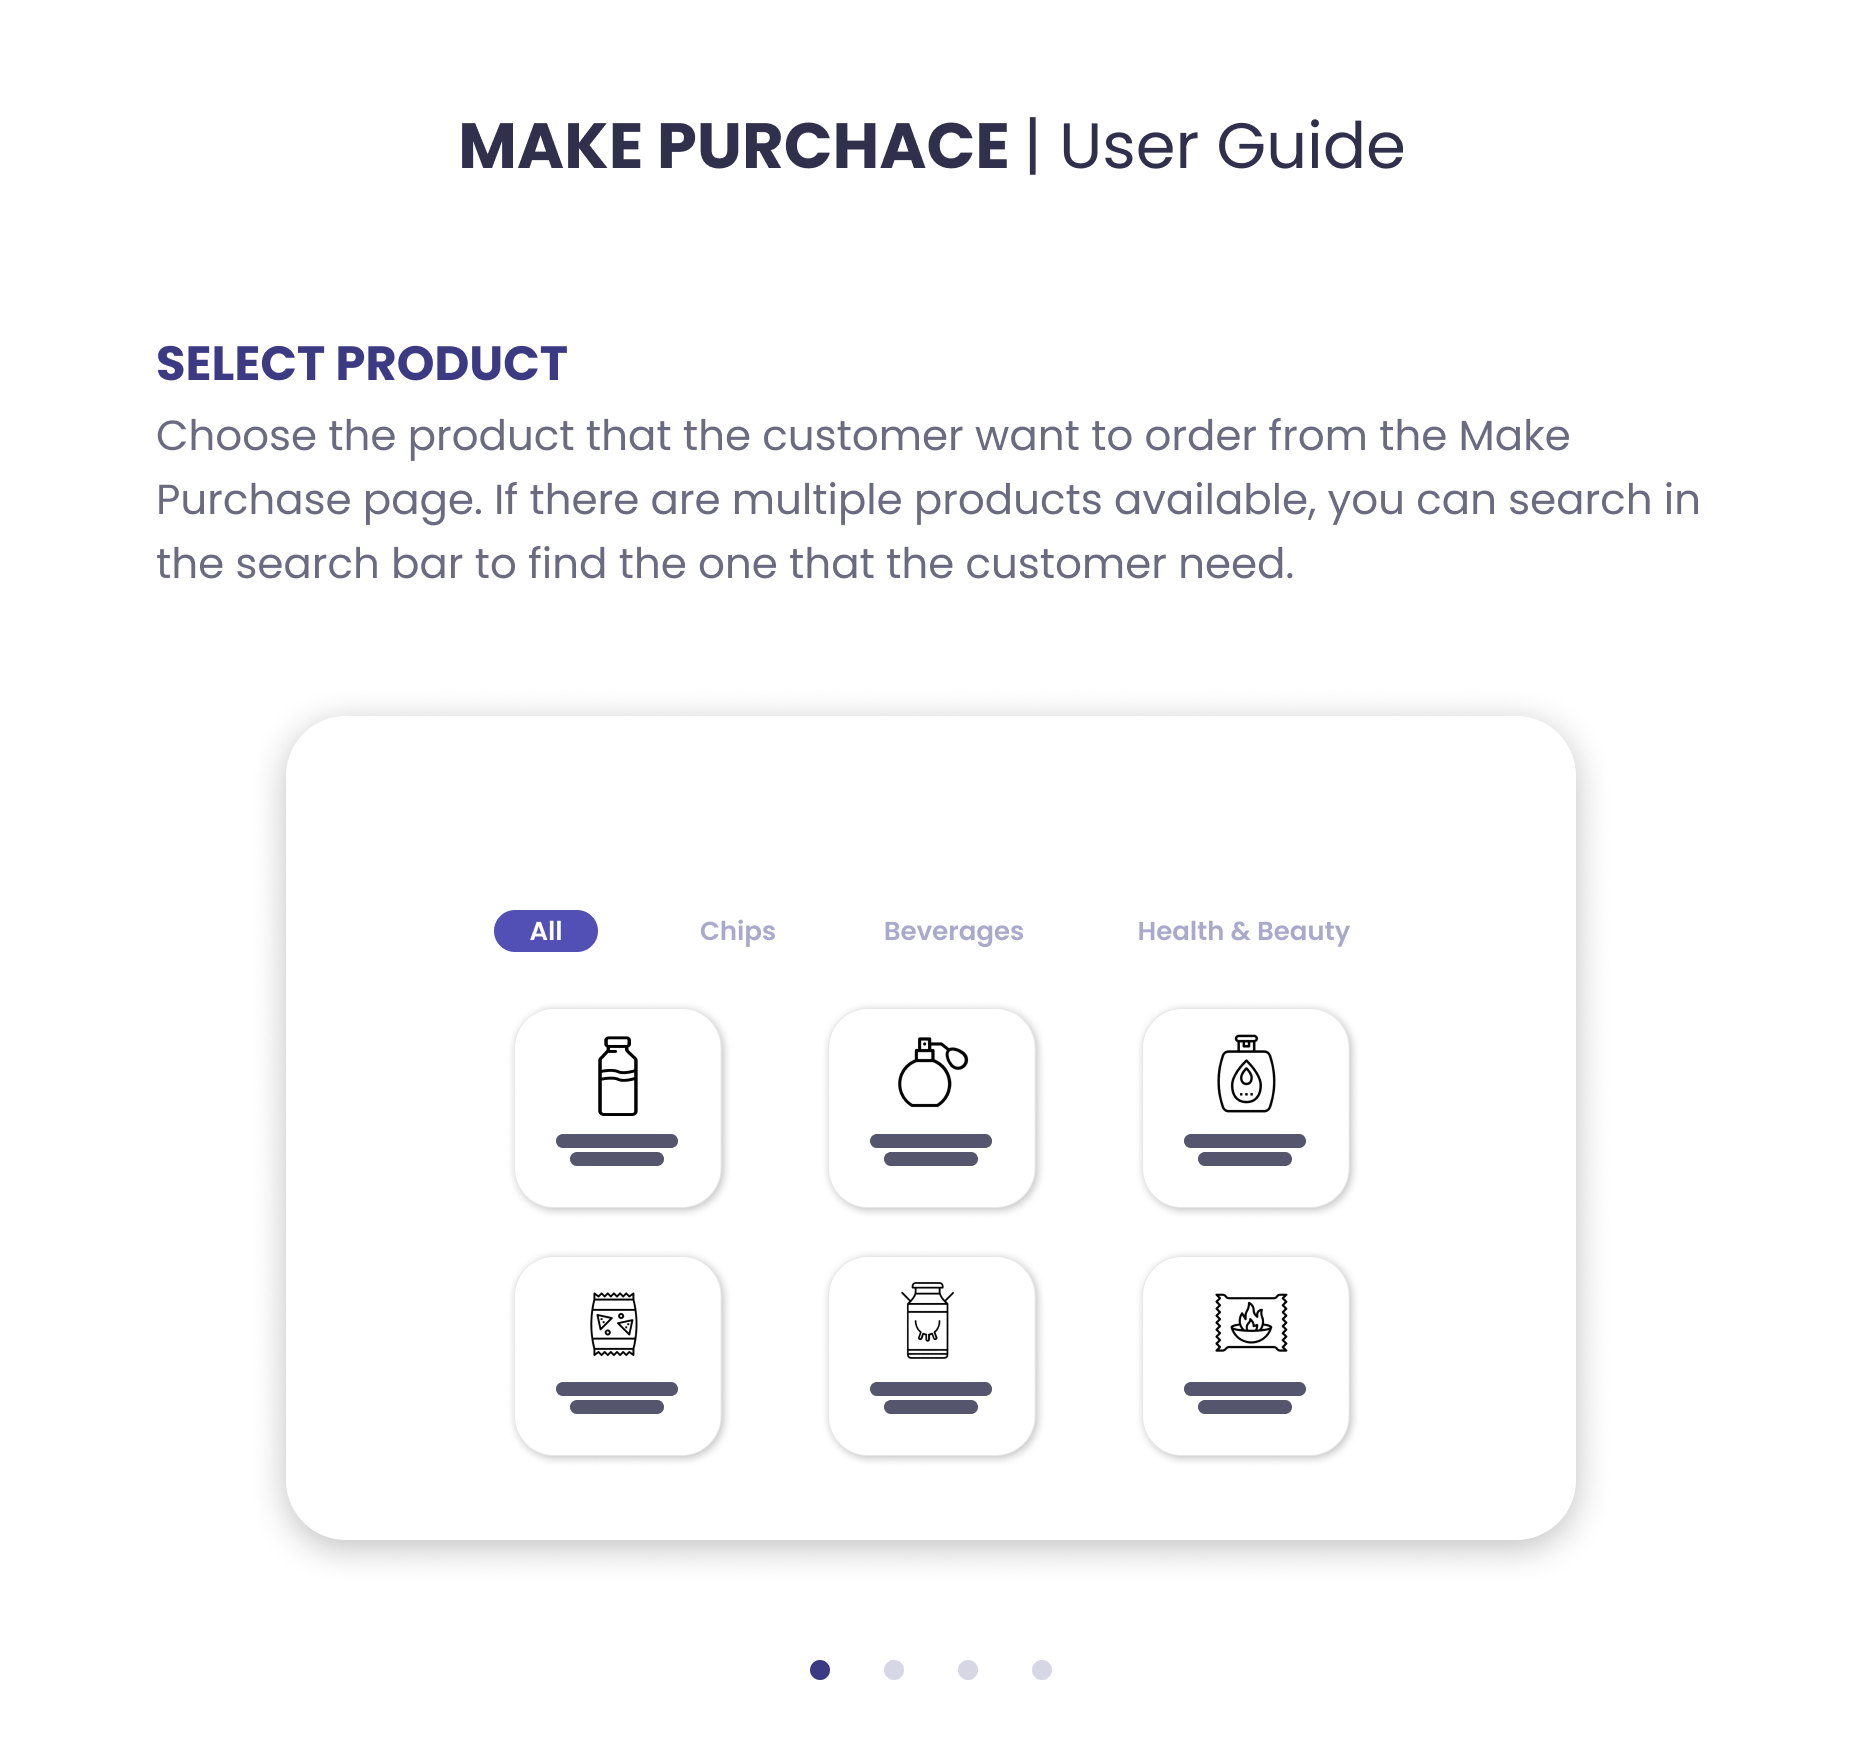 MAKE PURCHACE | User Guide
SELECT PRODUCT
Choose the product that the customer want to order from the Make
Purchase page. If there are multiple products available, you can search in
the search bar to find the one that the customer need.
All Chips Beverages Health & Beauty